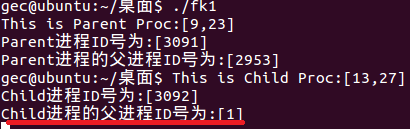 gec@ubuntu:~/桌面$ ./fk1
This is Parent Proc:[9,23]
Parent进程ID号为:[3091]
Parent进程的父进程ID号为:[2953]
gec@ubuntu:~/桌面$ This is Child Proc:[13,27]
Child进程ID号为:[3092]
Child进程的父进程ID号为:[1]